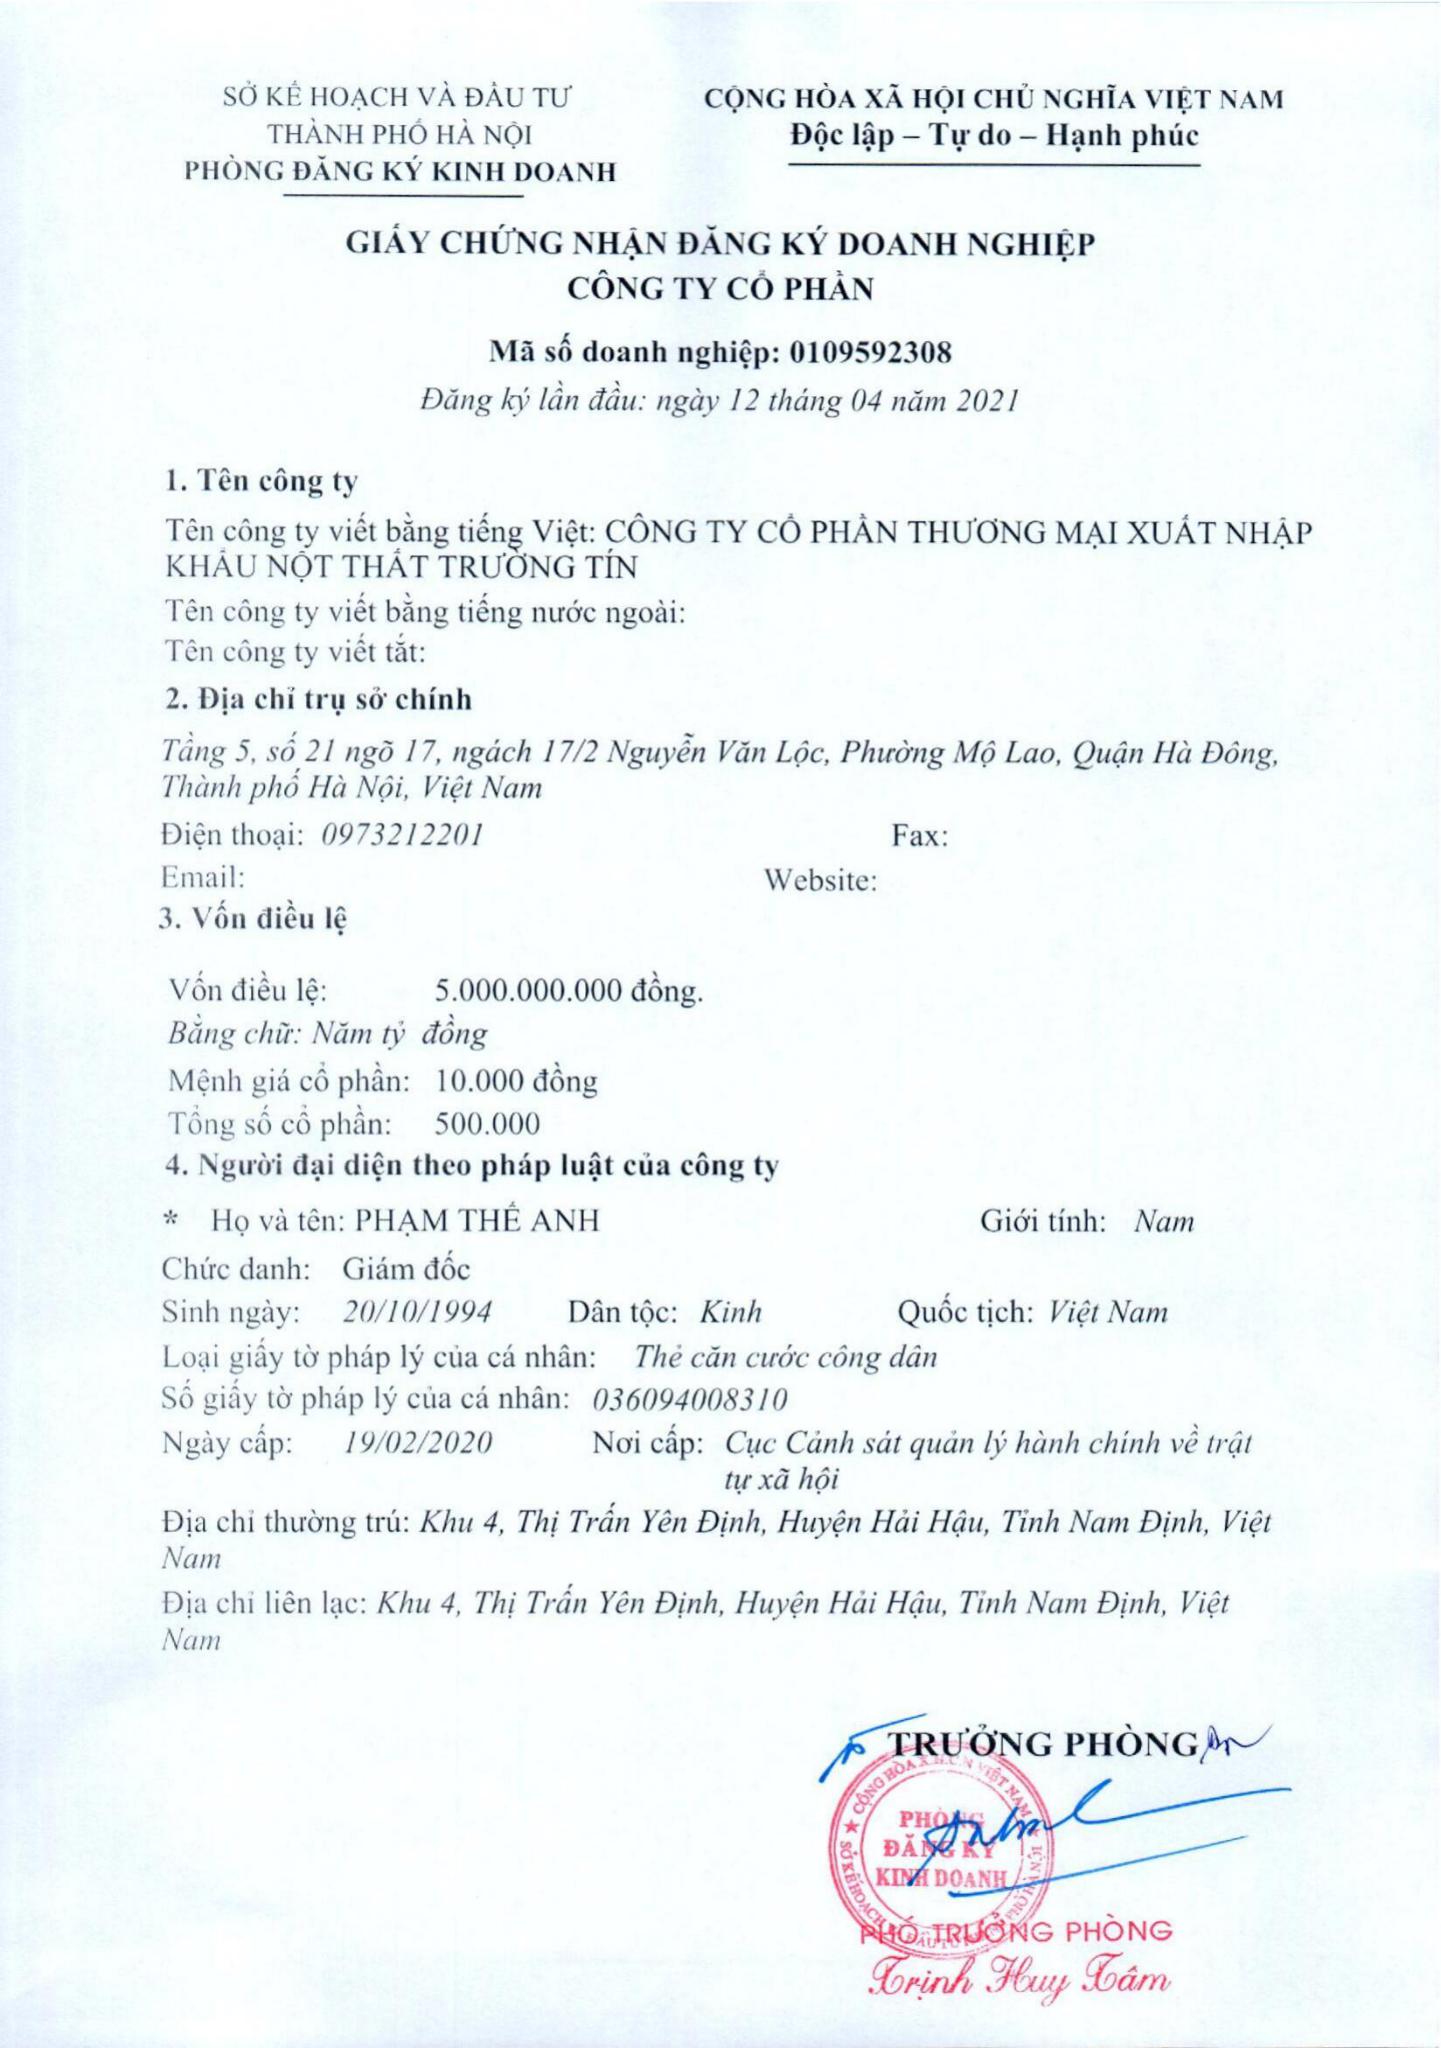 SỞ KẾ HOẠCH VÀ ĐẦU TƯ
THÀNH PHỐ HÀ NỘI
PHÒNG ĐĂNG KÝ KINH DOANH
CỘNG HÒA XÃ HỘI CHỦ NGHĨA VIỆT NAM
Độc lập – Tự do – Hạnh phúc
GIẤY CHỨNG NHẬN ĐĂNG KÝ DOANH NGHIỆP
CÔNG TY CỔ PHẦN
Mã số doanh nghiệp: 0109592308
Đăng ký lần đầu: ngày 12 tháng 04 năm 2021
1. Tên công ty
Tên công ty viết bằng tiếng Việt: CÔNG TY CỔ PHẦN THƯƠNG MẠI XUẤT NHẬP
KHẨU NỘT THẤT TRƯỜNG TÍN
Tên công ty viết bằng tiếng nước ngoài:
Tên công ty viết tắt:
2. Địa chỉ trụ sở chính
Tầng 5, số 21 ngõ 17, ngách 17/2 Nguyễn Văn Lộc, Phường Mộ Lao, Quận Hà Đông,
Thành phố Hà Nội, Việt Nam
Điện thoại: 0973212201 Fax:
Email: Website:
3. Vốn điều lệ
Vốn điều lệ: 5.000.000.000 đồng.
Bằng chữ: Năm tỷ đồng
Mệnh giá cổ phần: 10.000 đồng
Tổng số cổ phần: 500.000
4. Người đại diện theo pháp luật của công ty
* Họ và tên: PHẠM THẾ ANH Giới tính: Nam
Chức danh: Giám đốc
Sinh ngày: 20/10/1994 Dân tộc: Kinh Quốc tịch: Việt Nam
Loại giấy tờ pháp lý của cá nhân: Thẻ căn cước công dân
Số giấy tờ pháp lý của cá nhân: 036094008310
Ngày cấp: 19/02/2020 Nơi cấp: Cục Cảnh sát quản lý hành chính về trật
tự xã hội
Địa chỉ thường trú: Khu 4, Thị Trấn Yên Định, Huyện Hải Hậu, Tỉnh Nam Định, Việt
Nam
Địa chỉ liên lạc: Khu 4, Thị Trấn Yên Định, Huyện Hải Hậu, Tỉnh Nam Định, Việt
Nam
TRƯỞNG PHÒNG
CỘNG HÒA X.H.C.N VIỆT NAM
PHÒNG
ĐĂNG KÝ
KINH DOANH
PHÓ TRƯỞNG PHÒNG
Trịnh Huy Tâm